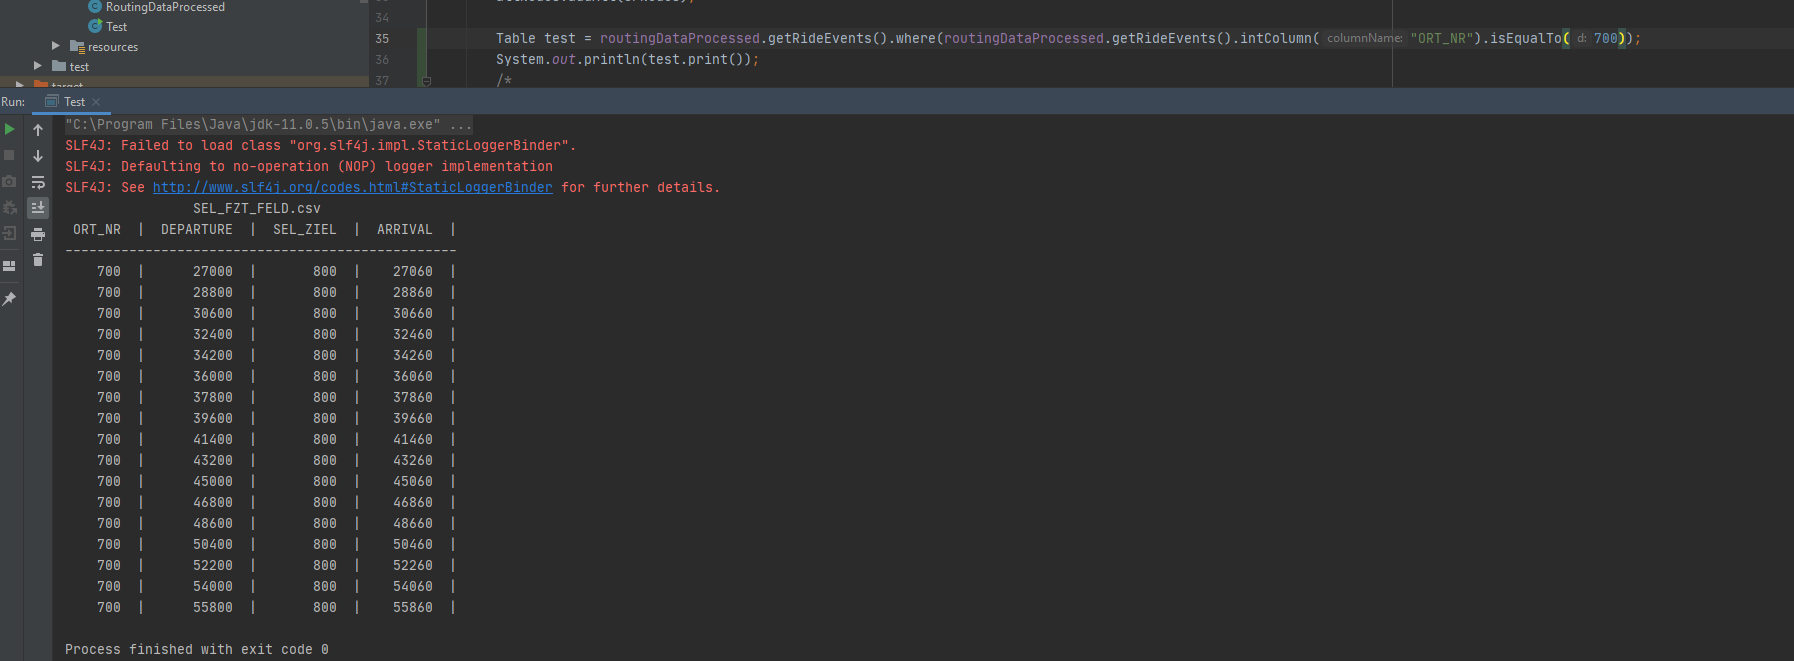 RoutingDataProcessed
Test
resources
test
34
35 Table test = routingDataProcessed.getRideEvents().where(routingDataProcessed.getRideEvents().intColumn( columnName: "ORT_NR").isEqualTo( d: 700));
36 System.out.println(test.print());
37 /*
Run: Test ×
"C:\Program Files\Java\jdk-11.0.5\bin\java.exe" ...
SLF4J: Failed to load class "org.slf4j.impl.StaticLoggerBinder".
SLF4J: Defaulting to no-operation (NOP) logger implementation
SLF4J: See http://www.slf4j.org/codes.html#StaticLoggerBinder for further details.
SEL_FZT_FELD.csv
ORT_NR | DEPARTURE | SEL_ZIEL | ARRIVAL |
-------------------------------------------------
700 | 27000 | 800 | 27060 |
700 | 28800 | 800 | 28860 |
700 | 30600 | 800 | 30660 |
700 | 32400 | 800 | 32460 |
700 | 34200 | 800 | 34260 |
700 | 36000 | 800 | 36060 |
700 | 37800 | 800 | 37860 |
700 | 39600 | 800 | 39660 |
700 | 41400 | 800 | 41460 |
700 | 43200 | 800 | 43260 |
700 | 45000 | 800 | 45060 |
700 | 46800 | 800 | 46860 |
700 | 48600 | 800 | 48660 |
700 | 50400 | 800 | 50460 |
700 | 52200 | 800 | 52260 |
700 | 54000 | 800 | 54060 |
700 | 55800 | 800 | 55860 |
Process finished with exit code 0